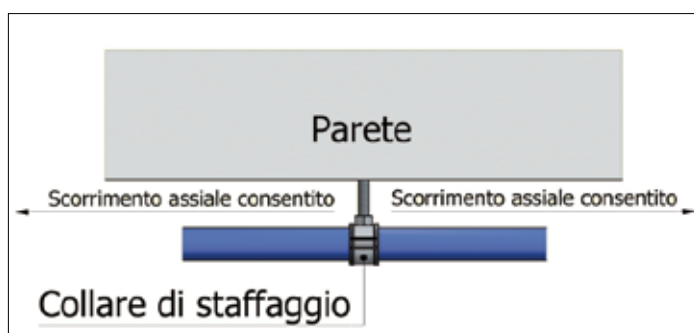 Parete
Scorrimento assiale consentito
Scorrimento assiale consentito
Collare di staffaggio